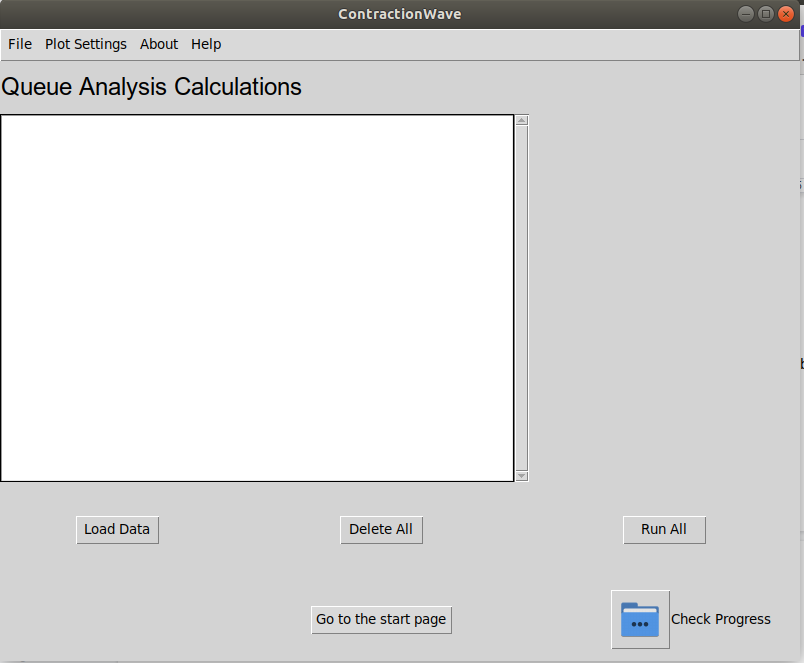 ContractionWave
File Plot Settings About Help
Queue Analysis Calculations
Load Data Delete All Run All
Go to the start page Check Progress